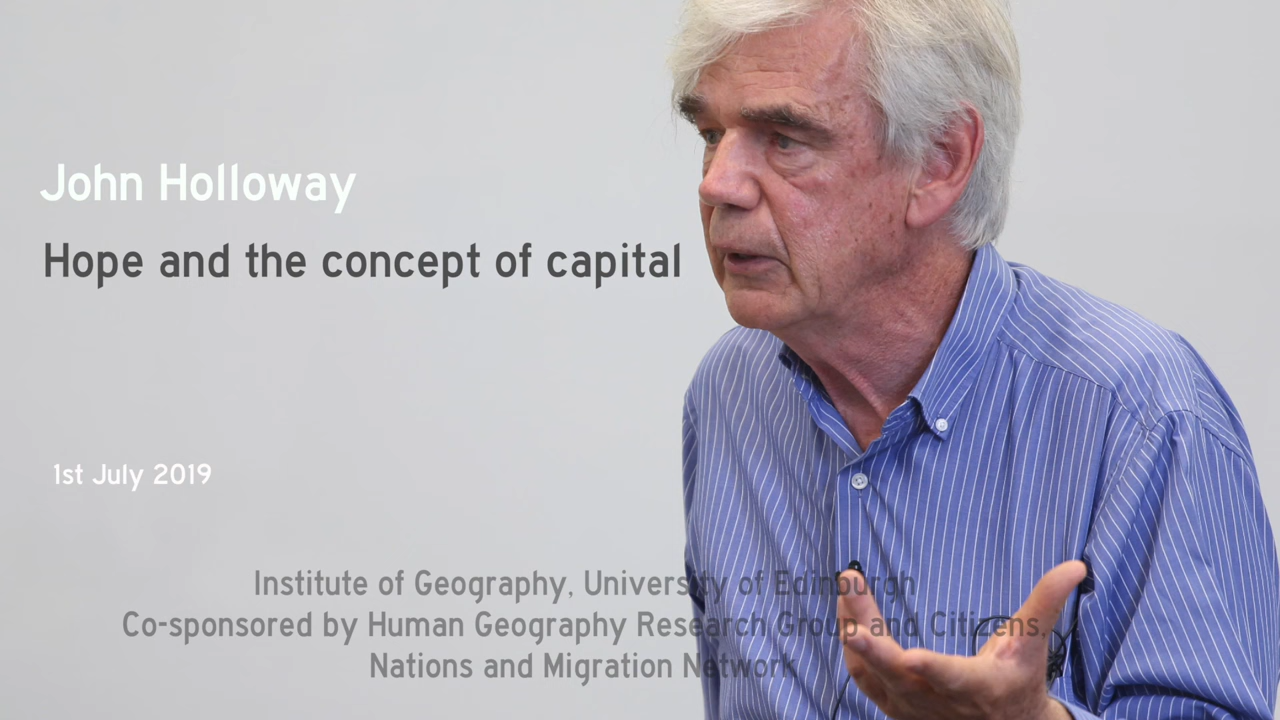 John Holloway
Hope and the concept of capital
1st July 2019
Institute of Geography, University of Edinburgh
Co-sponsored by Human Geography Research Group and Citizens,
Nations and Migration Network